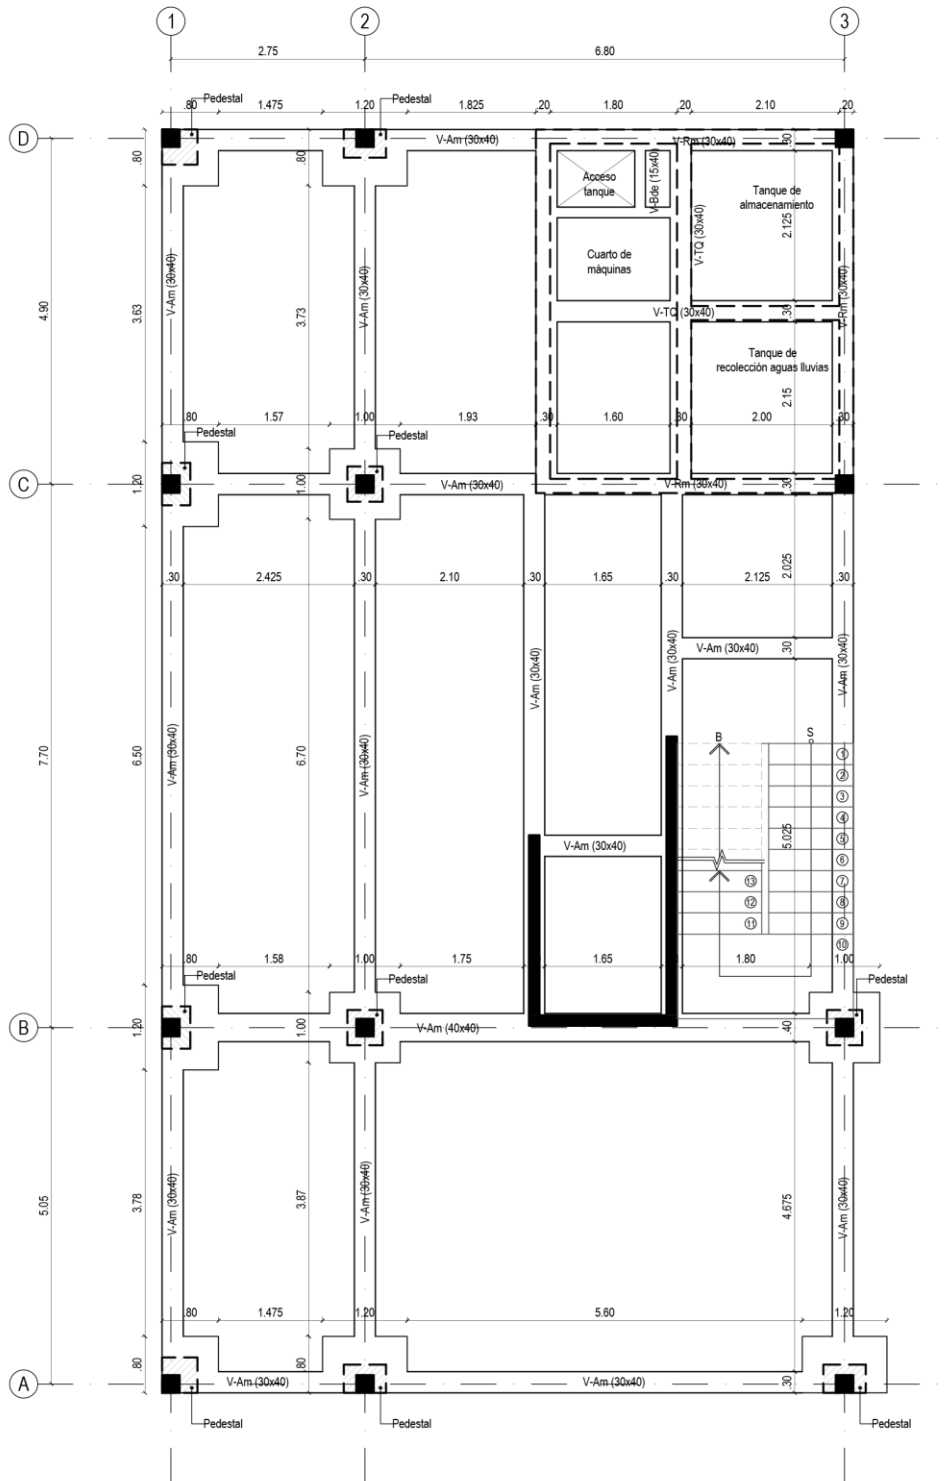 1
2
3
2.75
6.80
.80
Pedestal
1.475
1.20
Pedestal
1.825
.20
1.80
.20
2.10
.20
D
.80
.80
V-Am (30x40)
V-Rm (30x40)
.30
Acceso
tanque
V-Bde (15x40)
Tanque de
almacenamiento
2.125
V-TQ (30x40)
Cuarto de
máquinas
4.90
3.63
V-Am (30x40)
3.73
V-Am (30x40)
V-TQ (30x40)
.30
V-Rm (30x40)
Tanque de
recolección aguas lluvias
2.15
.80
1.57
1.00
1.93
.30
1.60
.30
2.00
.30
Pedestal
Pedestal
C
1.20
1.00
V-Am (30x40)
V-Rm (30x40)
.30
.30
2.425
.30
2.10
.30
1.65
.30
2.125
.30
2.025
V-Am (30x40)
V-Am (30x40)
V-Am (30x40)
.30
V-Am (30x40)
7.70
6.50
V-Am (30x40)
6.70
V-Am (30x40)
B
S
1
2
3
4
5
6
7
8
9
10
5.025
V-Am (30x40)
13
12
11
.80
1.58
1.00
1.75
1.65
1.80
1.00
Pedestal
Pedestal
Pedestal
B
1.20
1.00
V-Am (40x40)
.40
5.05
3.78
V-Am (30x40)
3.87
V-Am (30x40)
4.675
V-Am (30x40)
.80
1.475
1.20
5.60
1.20
.80
.80
A
V-Am (30x40)
V-Am (30x40)
.30
Pedestal
Pedestal
Pedestal